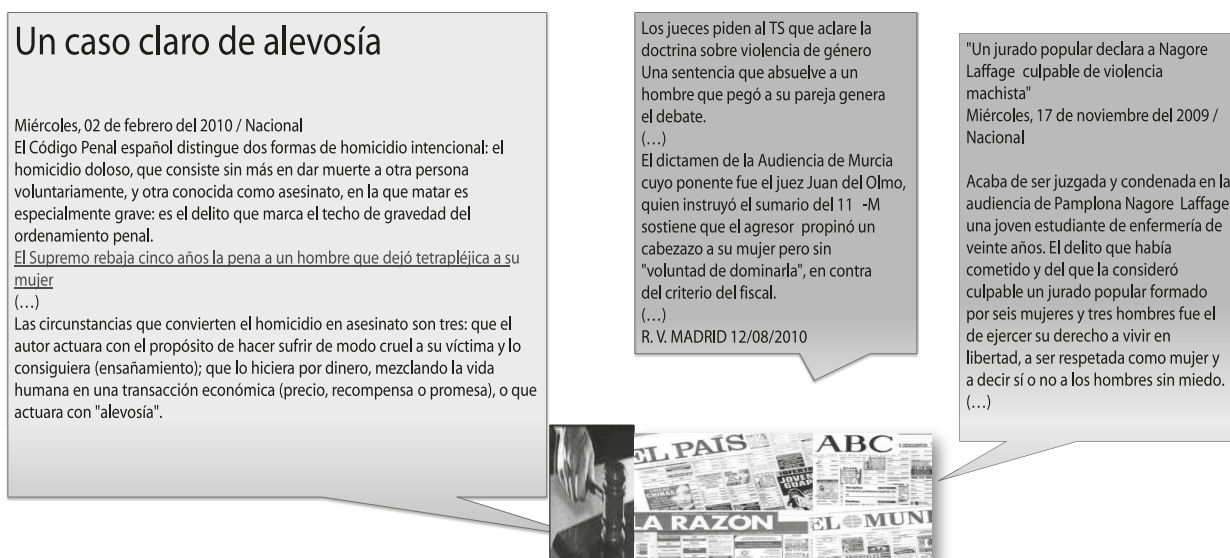 Un caso claro de alevosía
Miércoles, 02 de febrero del 2010 / Nacional
El Código Penal español distingue dos formas de homicidio intencional: el
homicidio doloso, que consiste sin más en dar muerte a otra persona
voluntariamente, y otra conocida como asesinato, en la que matar es
especialmente grave: es el delito que marca el techo de gravedad del
ordenamiento penal.
El Supremo rebaja cinco años la pena a un hombre que dejó tetrapléjica a su
mujer
(…)
Las circunstancias que convierten el homicidio en asesinato son tres: que el
autor actuara con el propósito de hacer sufrir de modo cruel a su víctima y lo
consiguiera (ensañamiento); que lo hiciera por dinero, mezclando la vida
humana en una transacción económica (precio, recompensa o promesa), o que
actuara con "alevosía".
Los jueces piden al TS que aclare la
doctrina sobre violencia de género
Una sentencia que absuelve a un
hombre que pegó a su pareja genera
el debate.
(…)
El dictamen de la Audiencia de Murcia
cuyo ponente fue el juez Juan del Olmo,
quien instruyó el sumario del 11 -M
sostiene que el agresor propinó un
cabezazo a su mujer pero sin
"voluntad de dominarla", en contra
del criterio del fiscal.
(…)
R. V. MADRID 12/08/2010
"Un jurado popular declara a Nagore
Laffage culpable de violencia
machista"
Miércoles, 17 de noviembre del 2009 /
Nacional
Acaba de ser juzgada y condenada en la
audiencia de Pamplona Nagore Laffage
una joven estudiante de enfermería de
veinte años. El delito que había
cometido y del que la consideró
culpable un jurado popular formado
por seis mujeres y tres hombres fue el
de ejercer su derecho a vivir en
libertad, a ser respetada como mujer y
a decir sí o no a los hombres sin miedo.
(…)
EL PAÍS
ABC
LA RAZÓN
EL MUN